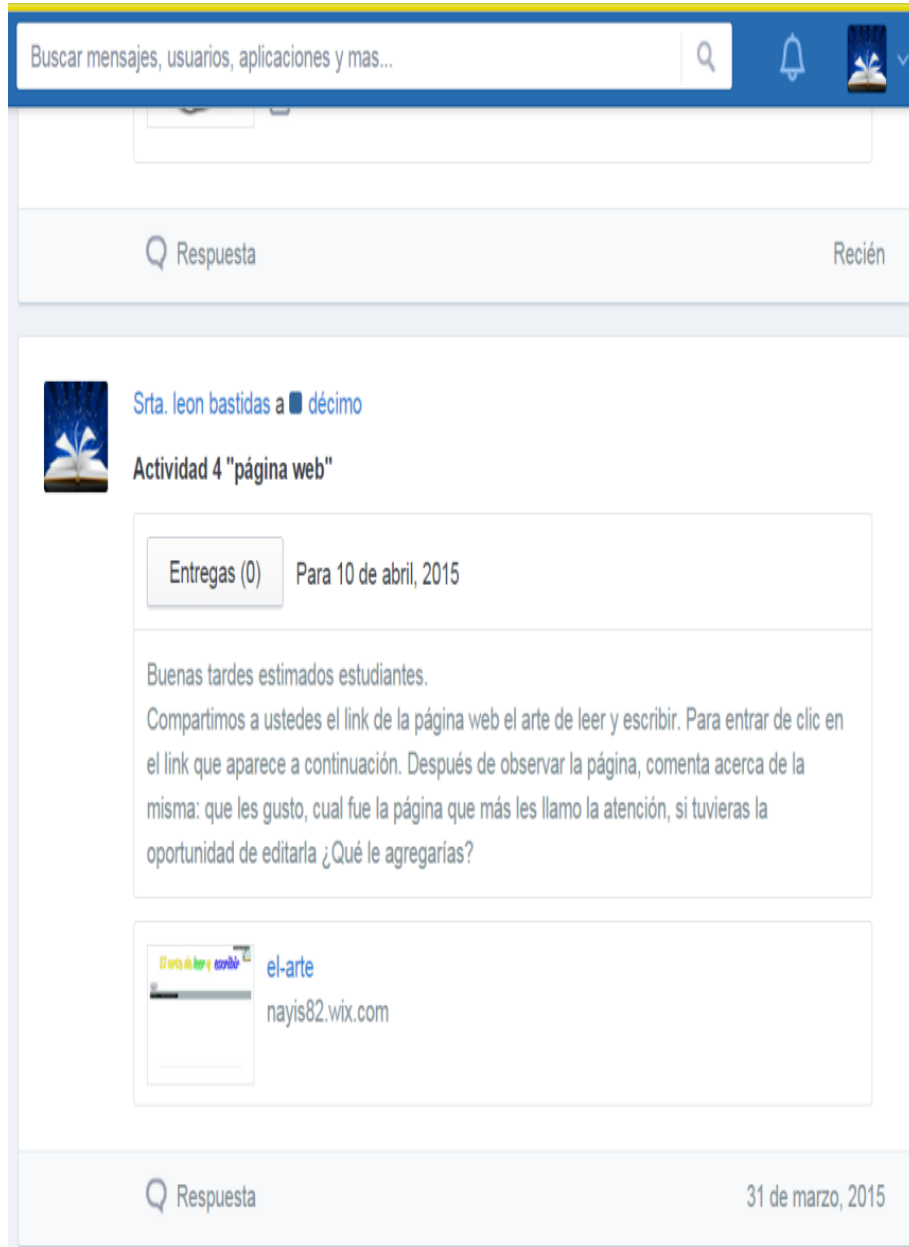 Buscar mensajes, usuarios, aplicaciones y mas...
Respuesta
Recién
Srta. leon bastidas a décimo
Actividad 4 "página web"
Entregas (0) Para 10 de abril, 2015
Buenas tardes estimados estudiantes.
Compartimos a ustedes el link de la página web el arte de leer y escribir. Para entrar de clic en
el link que aparece a continuación. Después de observar la página, comenta acerca de la
misma: que les gusto, cual fue la página que más les llamo la atención, si tuvieras la
oportunidad de editarla ¿Qué le agregarías?
El arte de leer y escribir
el-arte
nayis82.wix.com
Respuesta
31 de marzo, 2015